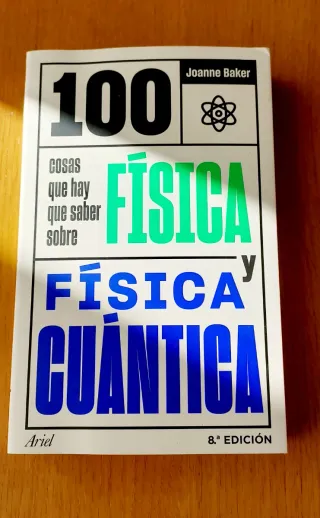 100
Joanne Baker
cosas
que hay
que saber
sobre
FÍSICA
y
FÍSICA
CUÁNTICA
Ariel
8.ª EDICIÓN